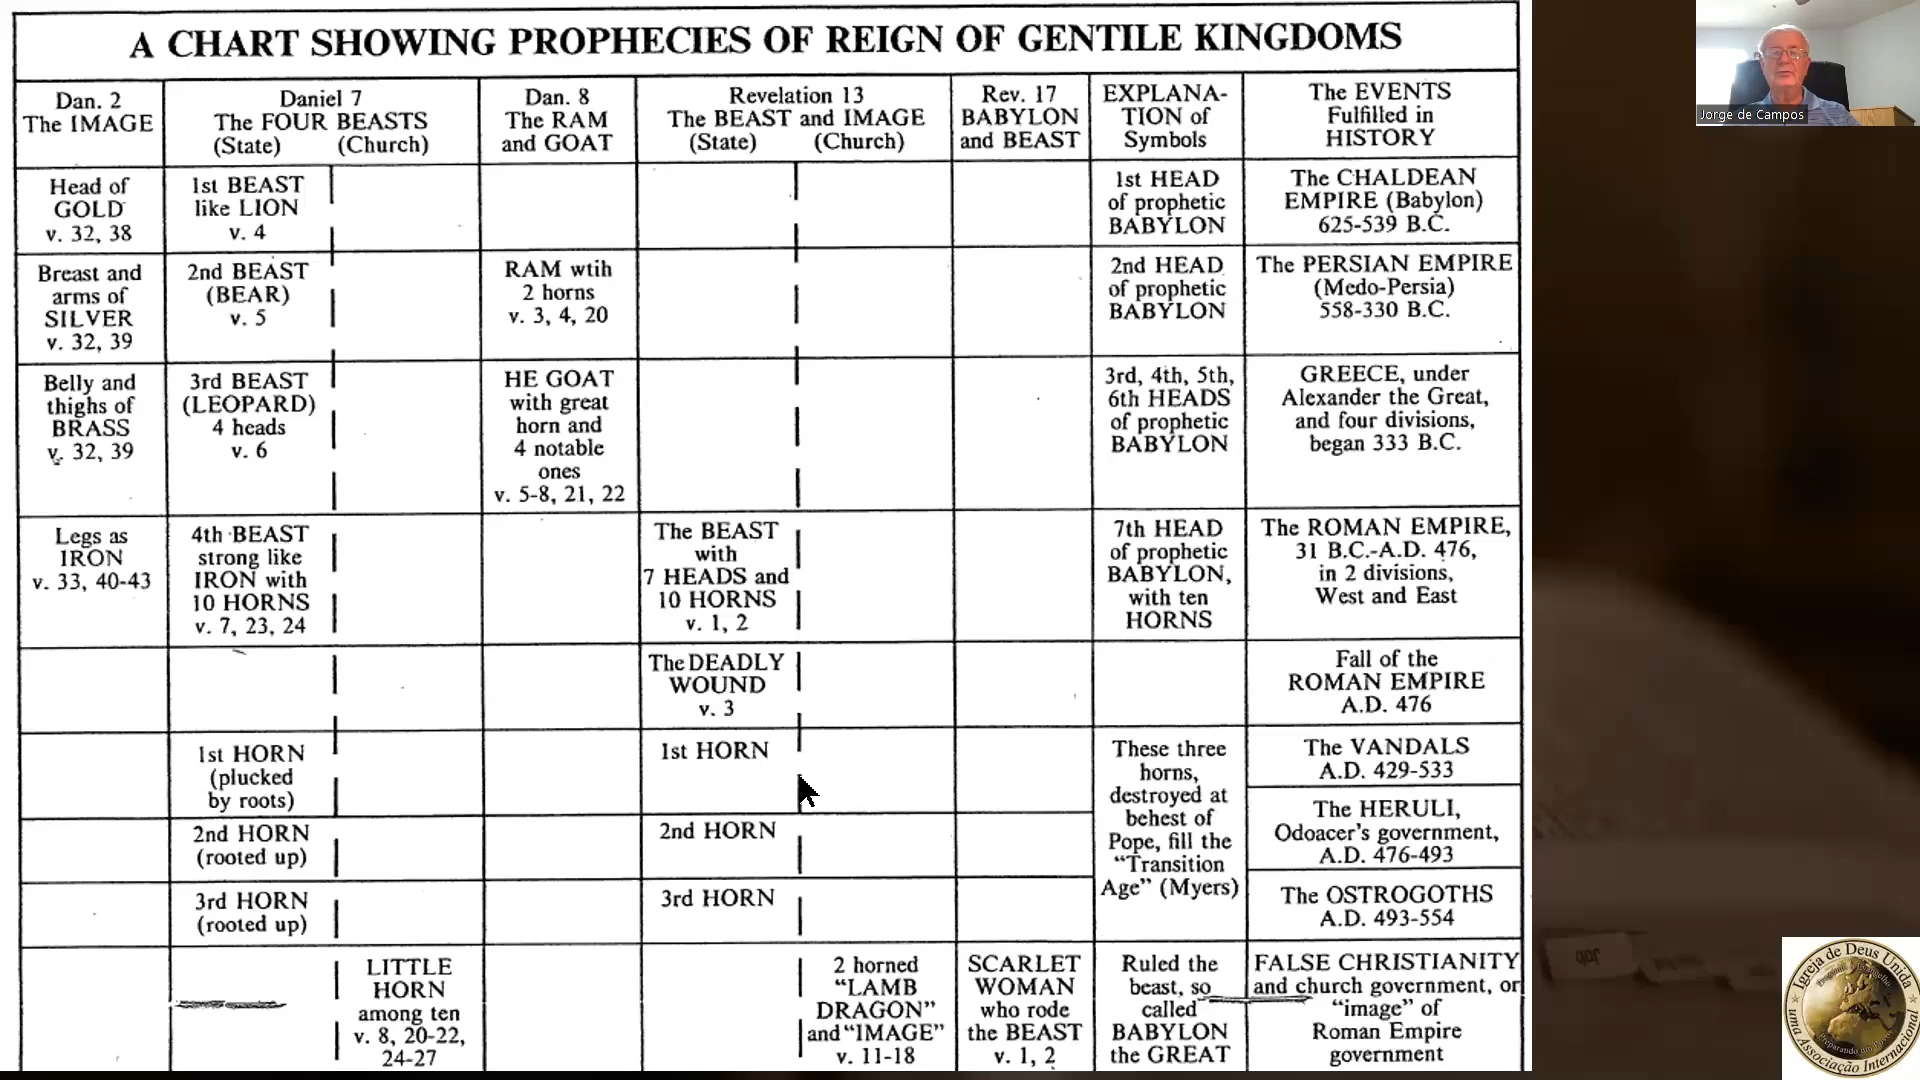 A CHART SHOWING PROPHECIES OF REIGN OF GENTILE KINGDOMS
Dan. 2
The IMAGE
Daniel 7
The FOUR BEASTS
(State) (Church)
Dan. 8
The RAM
and GOAT
Revelation 13
The BEAST and IMAGE
(State) (Church)
Rev. 17
BABYLON
and BEAST
EXPLANA-
TION of
Symbols
The EVENTS
Fulfilled in
HISTORY
Head of
GOLD
v. 32, 38
1st BEAST
like LION
v. 4
1st HEAD
of prophetic
BABYLON
The CHALDEAN
EMPIRE (Babylon)
625-539 B.C.
Breast and
arms of
SILVER
v. 32, 39
2nd BEAST
(BEAR)
v. 5
RAM wtih
2 horns
v. 3, 4, 20
2nd HEAD
of prophetic
BABYLON
The PERSIAN EMPIRE
(Medo-Persia)
558-330 B.C.
Belly and
thighs of
BRASS
v. 32, 39
3rd BEAST
(LEOPARD)
4 heads
v. 6
HE GOAT
with great
horn and
4 notable
ones
v. 5-8, 21, 22
3rd, 4th, 5th,
6th HEADS
of prophetic
BABYLON
GREECE, under
Alexander the Great,
and four divisions,
began 333 B.C.
Legs as
IRON
v. 33, 40-43
4th BEAST
strong like
IRON with
10 HORNS
v. 7, 23, 24
The BEAST
with
7 HEADS and
10 HORNS
v. 1, 2
7th HEAD
of prophetic
BABYLON,
with ten
HORNS
The ROMAN EMPIRE,
31 B.C.-A.D. 476,
in 2 divisions,
West and East
The DEADLY
WOUND
v. 3
Fall of the
ROMAN EMPIRE
A.D. 476
1st HORN
(plucked
by roots)
1st HORN
These three
horns,
destroyed at
behest of
Pope, fill the
"Transition
Age" (Myers)
The VANDALS
A.D. 429-533
2nd HORN
(rooted up)
2nd HORN
The HERULI,
Odoacer's government,
A.D. 476-493
3rd HORN
(rooted up)
3rd HORN
The OSTROGOTHS
A.D. 493-554
LITTLE
HORN
among ten
v. 8, 20-22,
24-27
2 horned
"LAMB
DRAGON"
and "IMAGE"
v. 11-18
SCARLET
WOMAN
who rode
the BEAST
v. 1, 2
Ruled the
beast, so
called
BABYLON
the GREAT
FALSE CHRISTIANITY
and church government, or
"image" of
Roman Empire
government
Jorge de Campos
Igreja de Deus Unida
uma Associação Internacional